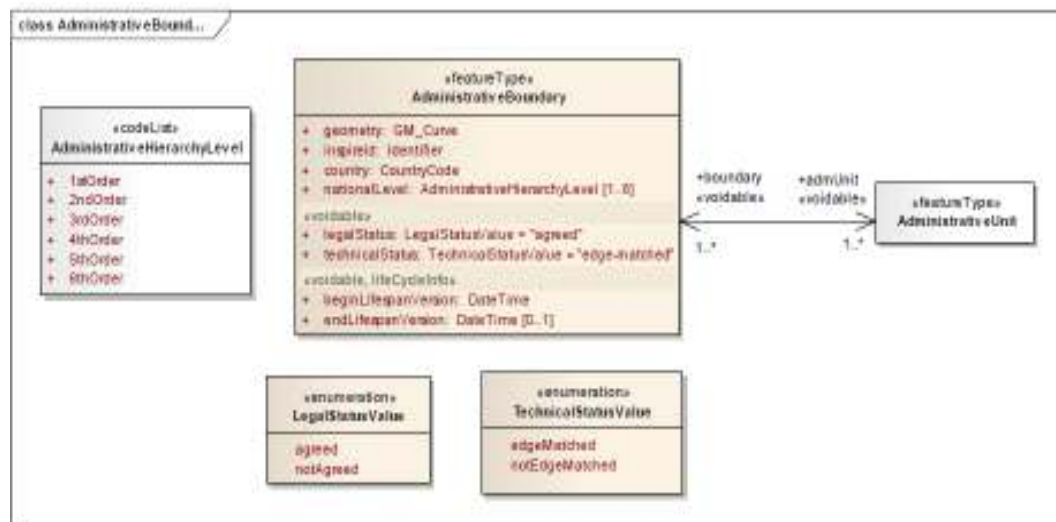 class AdministrativeBound...
«codeList»
AdministrativeHierarchyLevel
+ 1stOrder
+ 2ndOrder
+ 3rdOrder
+ 4thOrder
+ 5thOrder
+ 6thOrder
«featureType»
AdministrativeBoundary
+ geometry: GM_Curve
+ inspireId: Identifier
+ country: CountryCode
+ nationalLevel: AdministrativeHierarchyLevel [1..6]
«voidable»
+ legalStatus: LegalStatusValue = "agreed"
+ technicalStatus: TechnicalStatusValue = "edge-matched"
«voidable, lifeCycleInfo»
+ beginLifespanVersion: DateTime
+ endLifespanVersion: DateTime [0..1]
+boundary
«voidable»
1..*
+admUnit
«voidable»
1..*
«featureType»
AdministrativeUnit
«enumeration»
LegalStatusValue
agreed
notAgreed
«enumeration»
TechnicalStatusValue
edgeMatched
notEdgeMatched